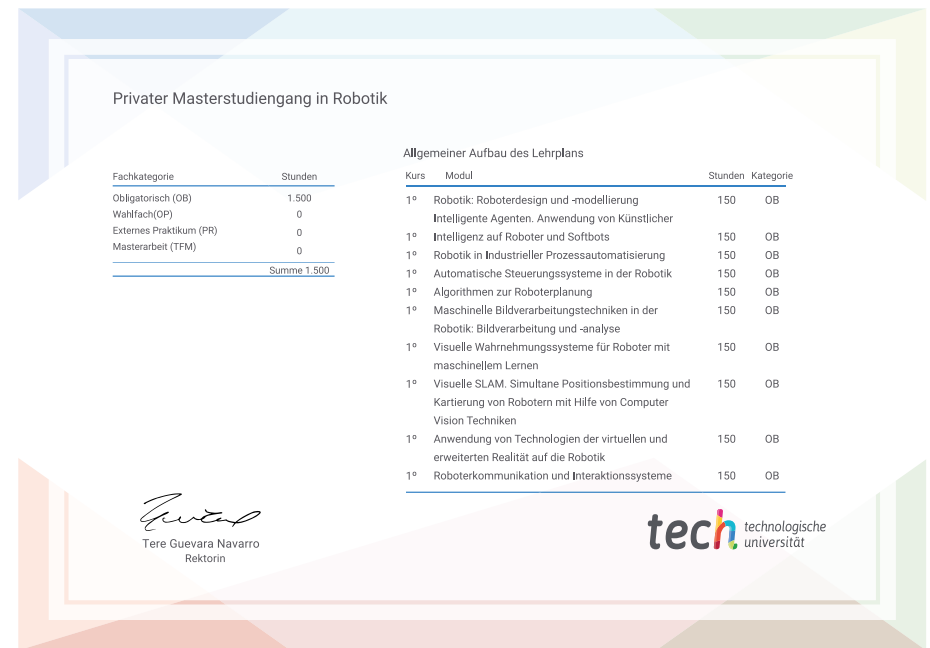 Privater Masterstudiengang in Robotik
Fachkategorie Stunden
Obligatorisch (OB) 1.500
Wahlfach(OP) 0
Externes Praktikum (PR) 0
Masterarbeit (TFM) 0
Summe 1.500
Allgemeiner Aufbau des Lehrplans
Kurs Modul Stunden Kategorie
1º Robotik: Roboterdesign und -modellierung 150 OB
Intelligente Agenten. Anwendung von Künstlicher
1º Intelligenz auf Roboter und Softbots 150 OB
1º Robotik in Industrieller Prozessautomatisierung 150 OB
1º Automatische Steuerungssysteme in der Robotik 150 OB
1º Algorithmen zur Roboterplanung 150 OB
1º Maschinelle Bildverarbeitungstechniken in der 150 OB
Robotik: Bildverarbeitung und -analyse
1º Visuelle Wahrnehmungssysteme für Roboter mit 150 OB
maschinellem Lernen
1º Visuelle SLAM. Simultane Positionsbestimmung und 150 OB
Kartierung von Robotern mit Hilfe von Computer
Vision Techniken
1º Anwendung von Technologien der virtuellen und 150 OB
erweiterten Realität auf die Robotik
1º Roboterkommunikation und Interaktionssysteme 150 OB
Tere Guevara Navarro
Rektorin
tech technologische
universität